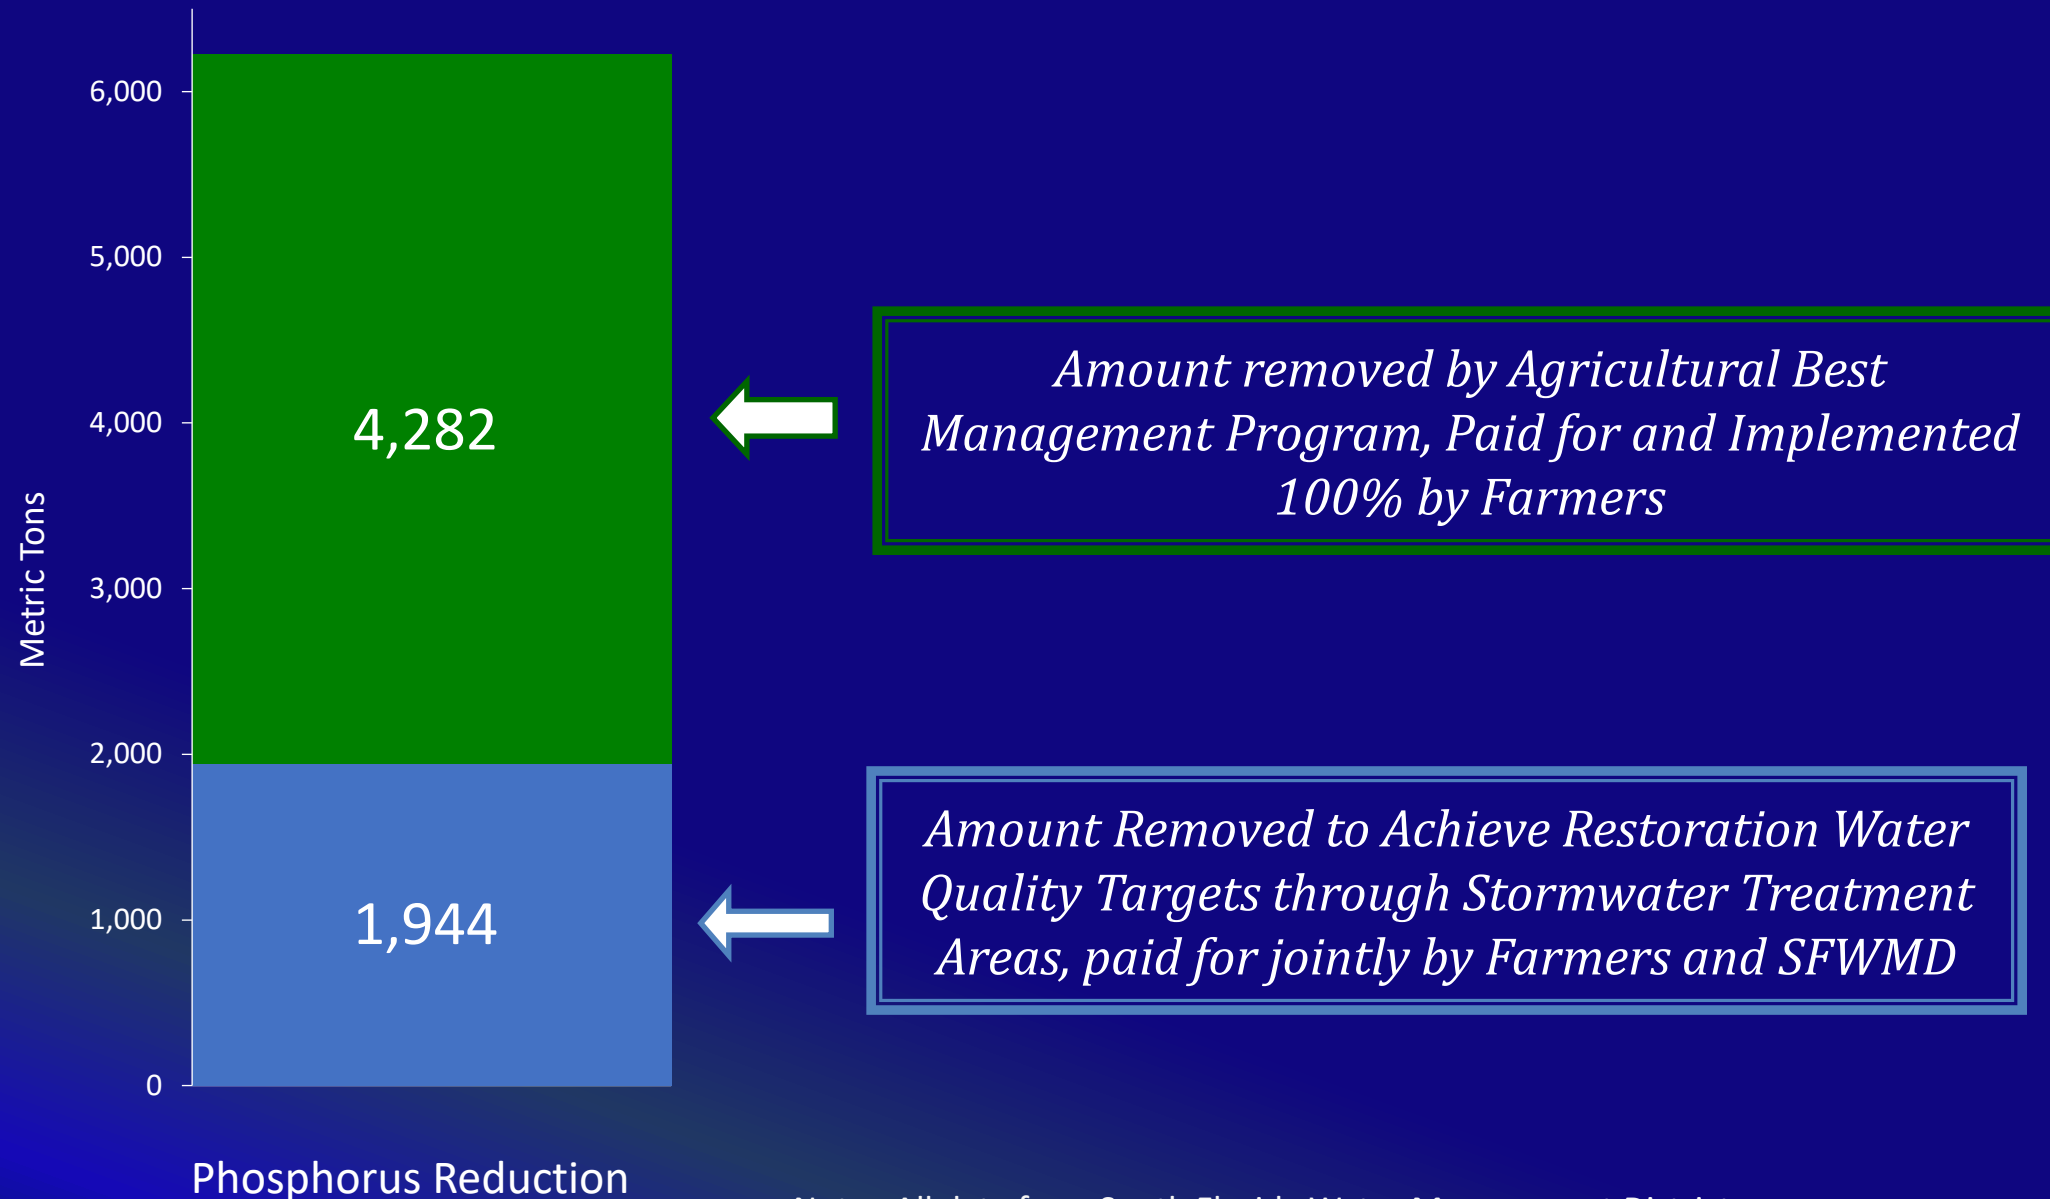 6,000
5,000
4,000
3,000
2,000
1,000
0
Metric Tons
4,282
1,944
Amount removed by Agricultural Best
Management Program, Paid for and Implemented
100% by Farmers
Amount Removed to Achieve Restoration Water
Quality Targets through Stormwater Treatment
Areas, paid for jointly by Farmers and SFWMD
Phosphorus Reduction